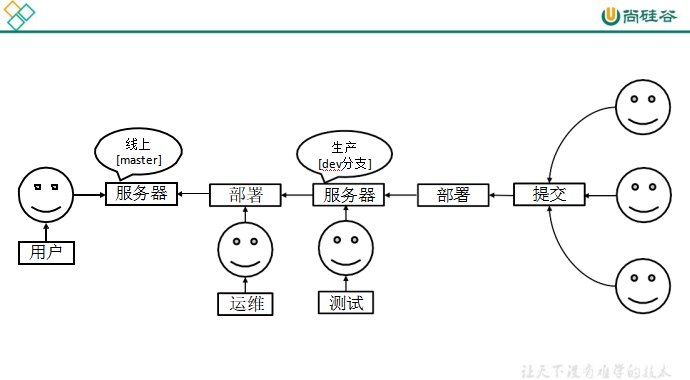 尚硅谷
线上
[master]
生产
[dev分支]
服务器
部署
服务器
部署
提交
用户
运维
测试
让天下没有难学的技术